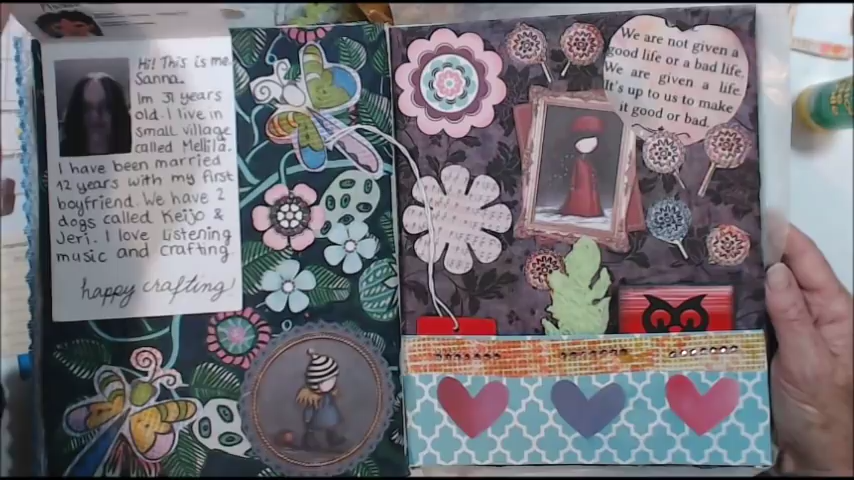 Hi! This is me
Sanna.
Im 31 years
old. I live in
small village
called Mellilä.
I have been married
12 years with my first
boyfriend. We have 2
dogs called Keijo &
Jeri. I love listening
music and crafting
happy crafting!
We are not given a
good life or a bad life,
We are given a life.
It's up to us to make
it good or bad.